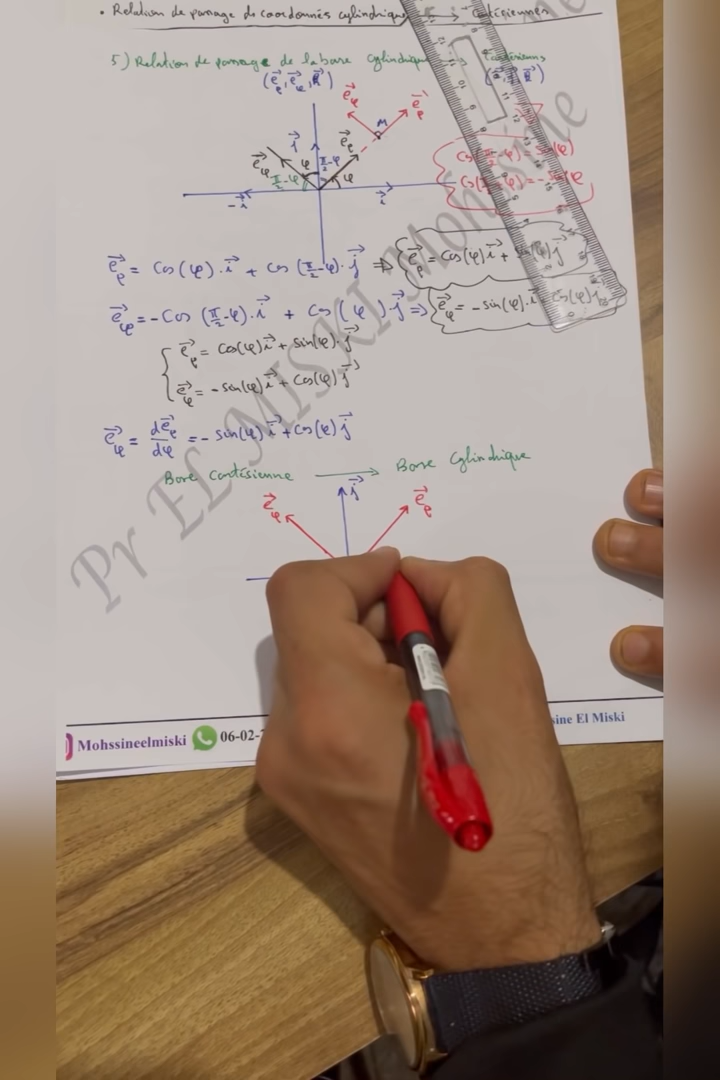 • Relation de passage de coordonnés cylindrique → Cartésiennes
5) Relation de passage de la base Cylindrique
(e⃗ρ, e⃗φ, k⃗)
e⃗φ e⃗ρ
M
j⃗
e⃗φ φ π/2-φ e⃗ρ
π/2-φ φ
-i⃗ i⃗
e⃗ρ = Cos(φ).i⃗ + cos(π/2-φ).j⃗ ⇒ e⃗ρ = cos(φ)i⃗ + sin(φ)j⃗
e⃗φ = -Cos(π/2-φ).i⃗ + Cos(φ).j⃗ ⇒ e⃗φ = -sin(φ).i⃗ cos(φ)j⃗
e⃗ρ = cos(φ)i⃗ + sin(φ).j⃗
e⃗φ = -sin(φ)i⃗ + cos(φ)j⃗
e⃗φ = de⃗ρ/dφ = -sin(φ)i⃗ + cos(φ)j⃗
Base Cartésienne → Base Cylindrique
e⃗φ j⃗ e⃗ρ
Pr EL MISKI Mohssine
Mohssineelmiski 06-02- sine El Miski